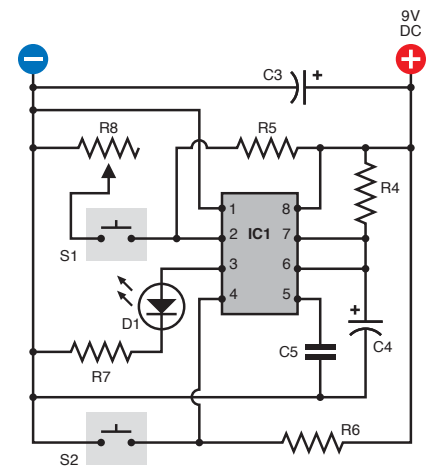 9V
DC
− +
C3 +
R8 R5
R4
1 IC1 8
S1 2 7
3 6
4 5
D1
+
C5 C4
R7
R6
S2